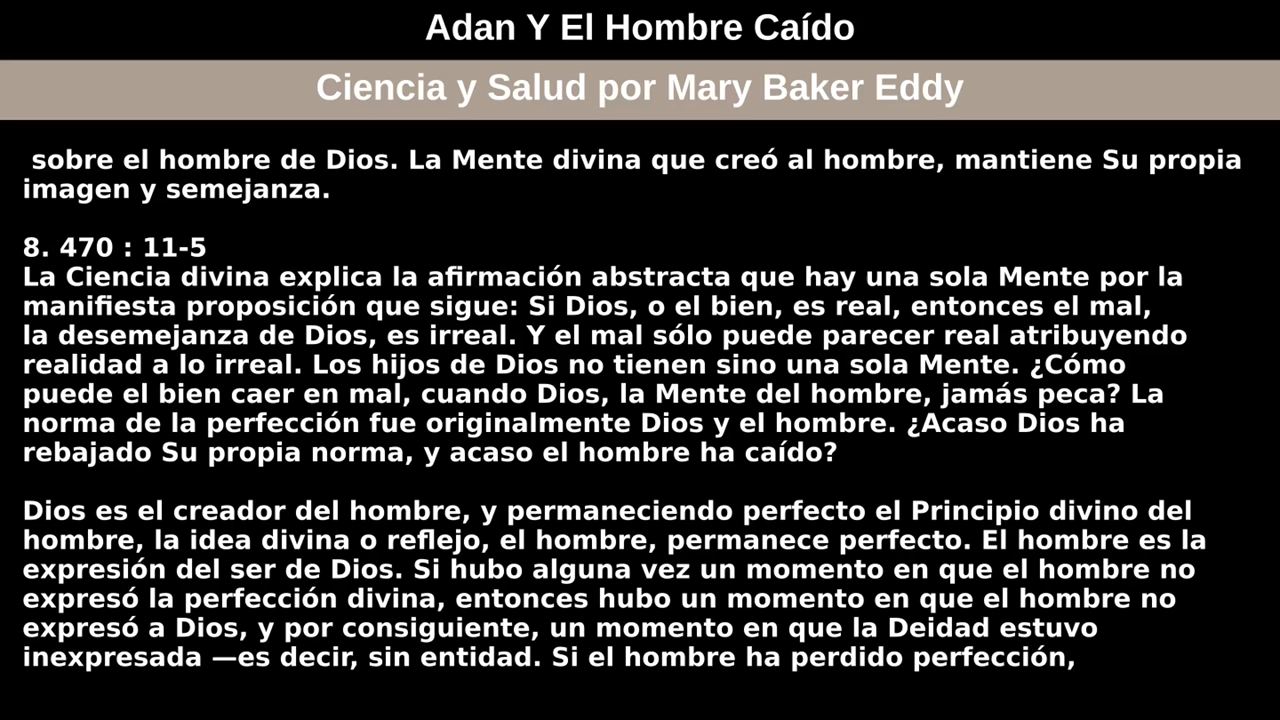 Adan Y El Hombre Caído
Ciencia y Salud por Mary Baker Eddy
sobre el hombre de Dios. La Mente divina que creó al hombre, mantiene Su propia
imagen y semejanza.
8. 470 : 11-5
La Ciencia divina explica la afirmación abstracta que hay una sola Mente por la
manifiesta proposición que sigue: Si Dios, o el bien, es real, entonces el mal,
la desemejanza de Dios, es irreal. Y el mal sólo puede parecer real atribuyendo
realidad a lo irreal. Los hijos de Dios no tienen sino una sola Mente. ¿Cómo
puede el bien caer en mal, cuando Dios, la Mente del hombre, jamás peca? La
norma de la perfección fue originalmente Dios y el hombre. ¿Acaso Dios ha
rebajado Su propia norma, y acaso el hombre ha caído?
Dios es el creador del hombre, y permaneciendo perfecto el Principio divino del
hombre, la idea divina o reflejo, el hombre, permanece perfecto. El hombre es la
expresión del ser de Dios. Si hubo alguna vez un momento en que el hombre no
expresó la perfección divina, entonces hubo un momento en que el hombre no
expresó a Dios, y por consiguiente, un momento en que la Deidad estuvo
inexpresada —es decir, sin entidad. Si el hombre ha perdido perfección,